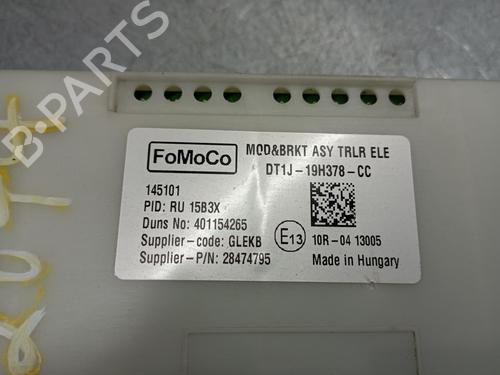 FoMoCo
MOD&BRKT ASY TRLR ELE
DT1J-19H378-CC
145101
PID: RU 15B3X
Duns No: 401154265
Supplier-code: GLEKB
Supplier-P/N: 28474795
E13
10R-04 13005
Made in Hungary
B-PARTS